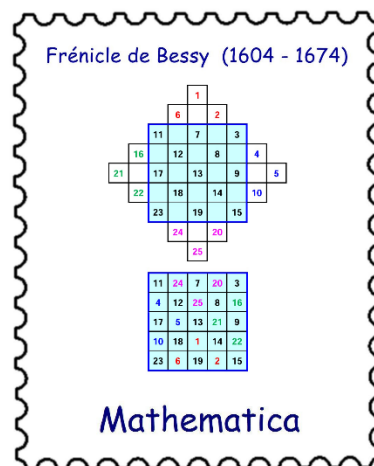 Frénicle de Bessy (1604 - 1674)
1
6 2
11 7 3
16 12 8 4
21 17 13 9 5
22 18 14 10
23 19 15
24 20
25
11 24 7 20 3
4 12 25 8 16
17 5 13 21 9
10 18 1 14 22
23 6 19 2 15
Mathematica